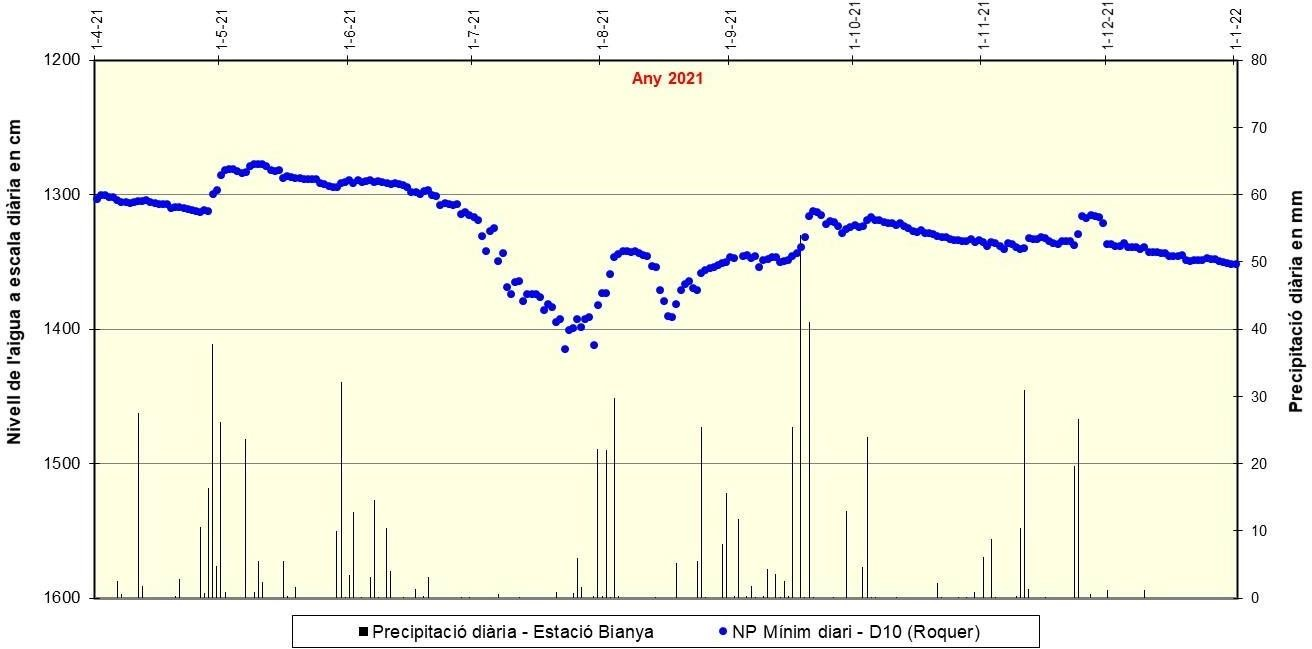 1-4-21 1-5-21 1-6-21 1-7-21 1-8-21 1-9-21 1-10-21 1-11-21 1-12-21 1-1-22
Any 2021
Nivell de l'aigua a escala diària en cm
1200
1300
1400
1500
1600
80
70
60
50
40
30
20
10
0
Precipitació diària en mm
Precipitació diària - Estació Bianya NP Mínim diari - D10 (Roquer)